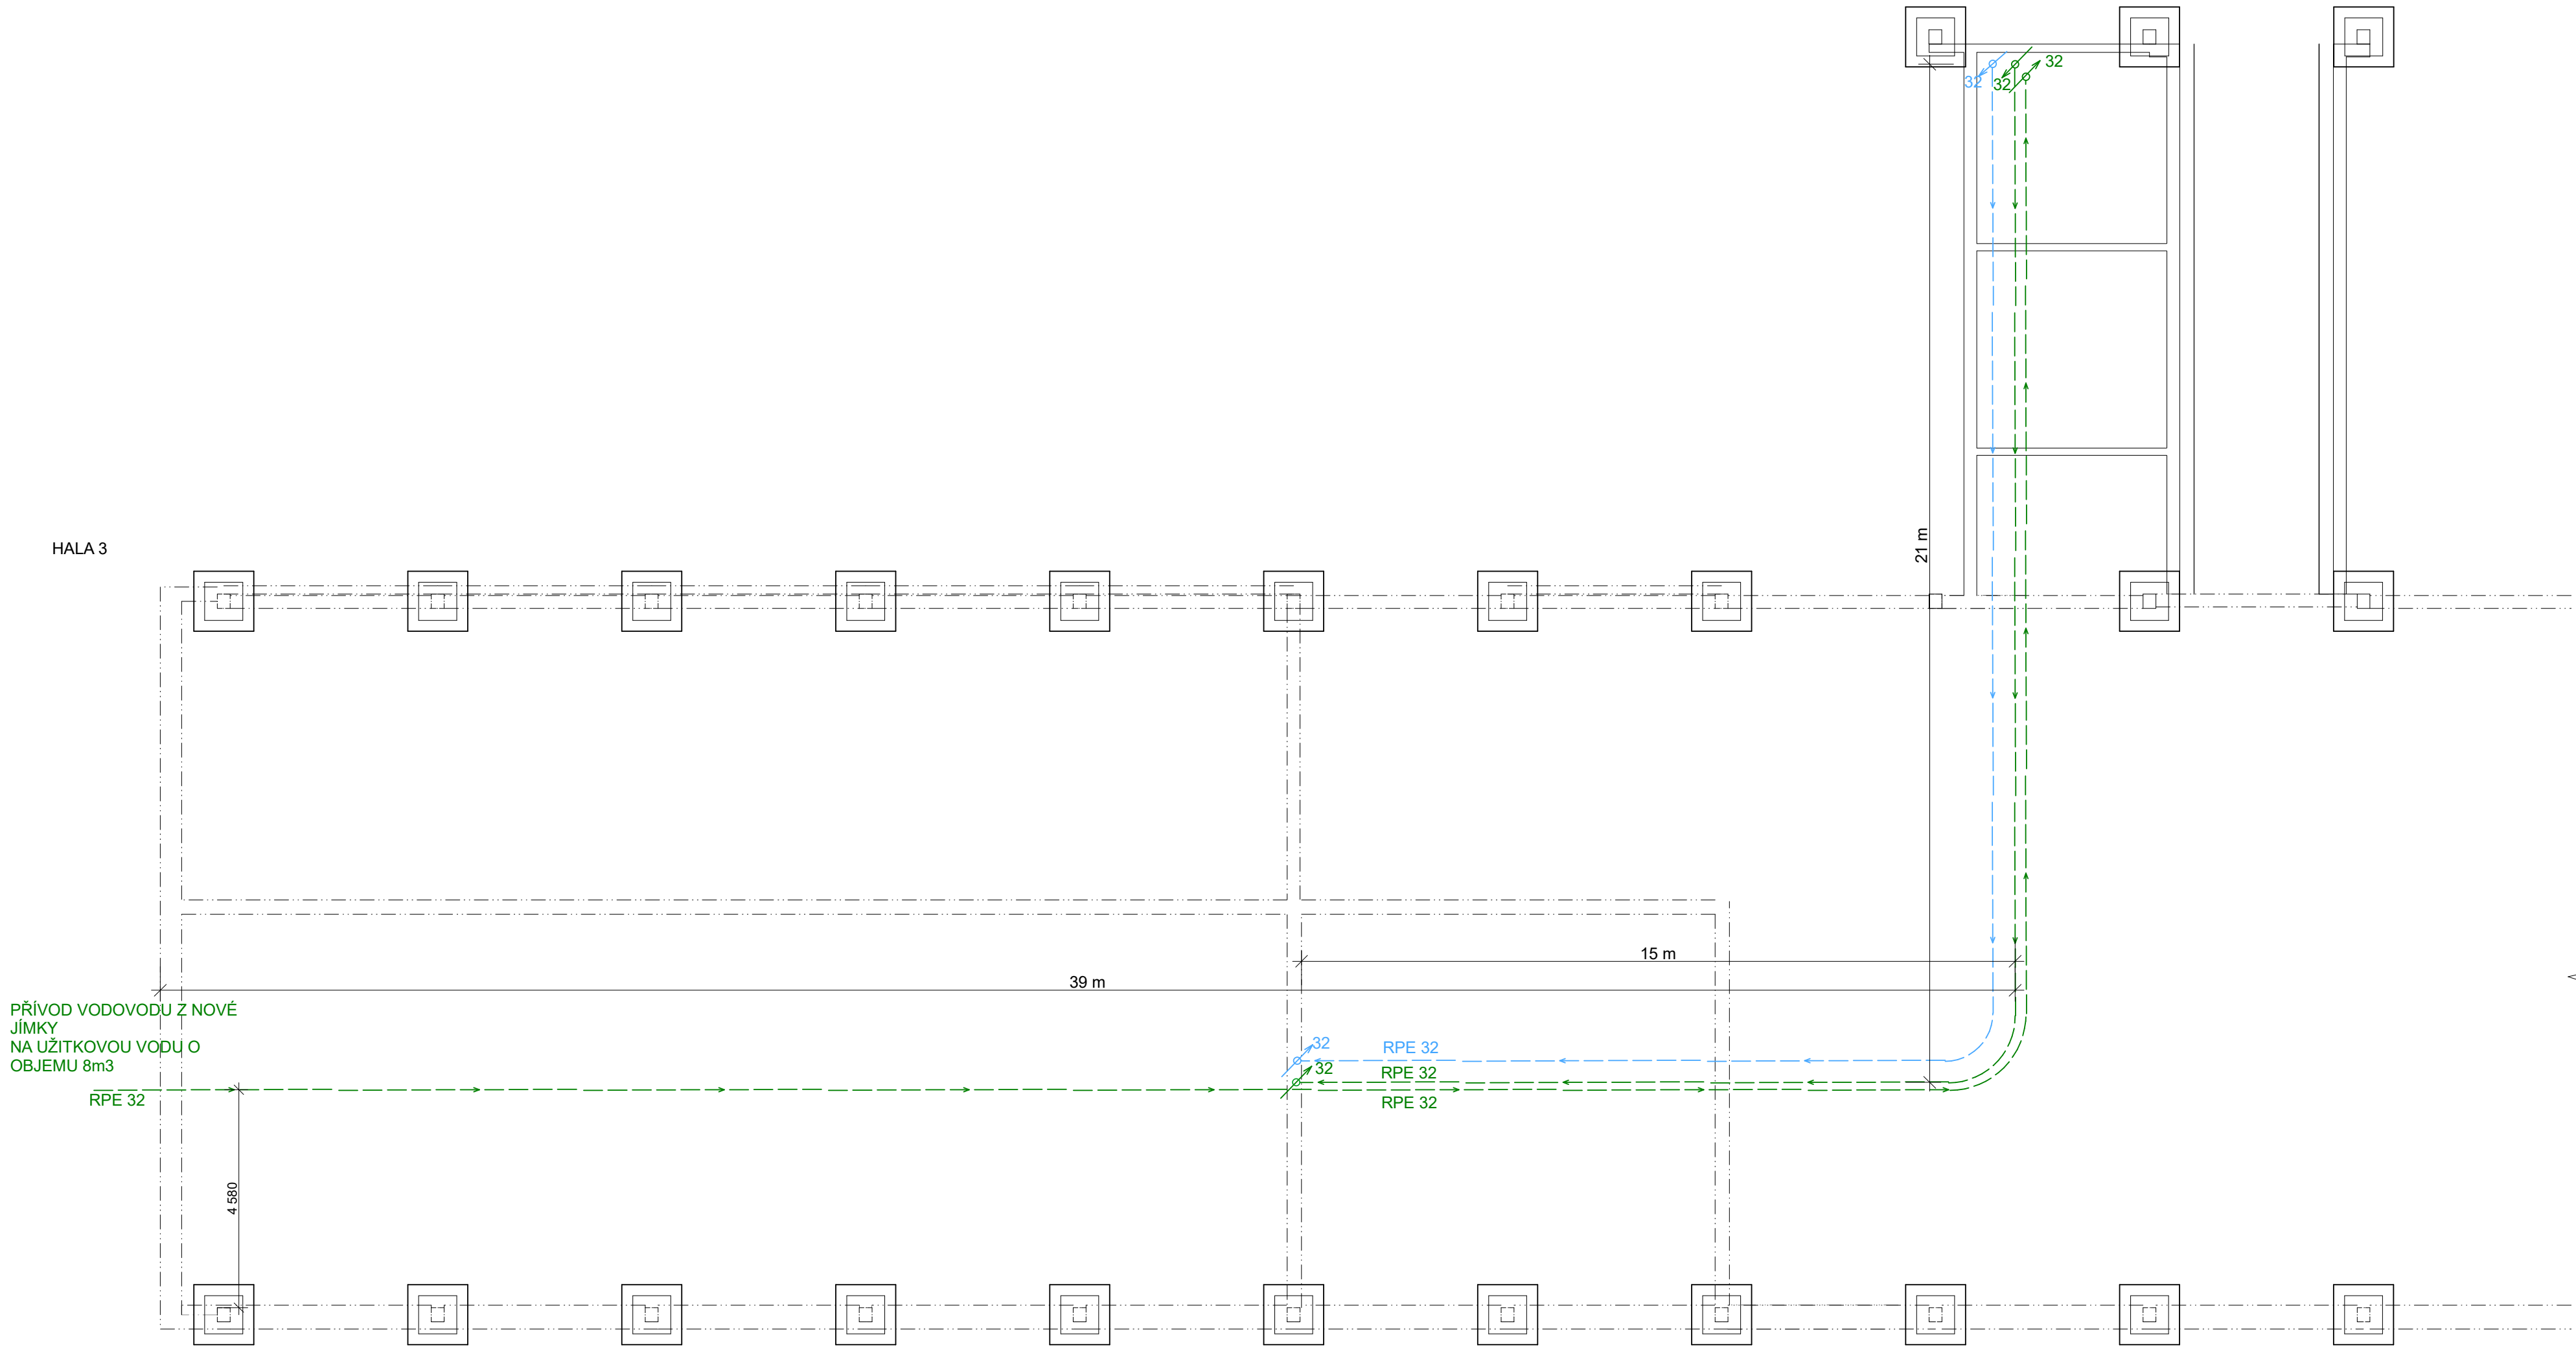 32
32
32
21 m
HALA 3
15 m
39 m
PŘÍVOD VODOVODU Z NOVÉ
JÍMKY
NA UŽITKOVOU VODU O
OBJEMU 8m3
32
RPE 32
32
RPE 32
RPE 32
RPE 32
4 580